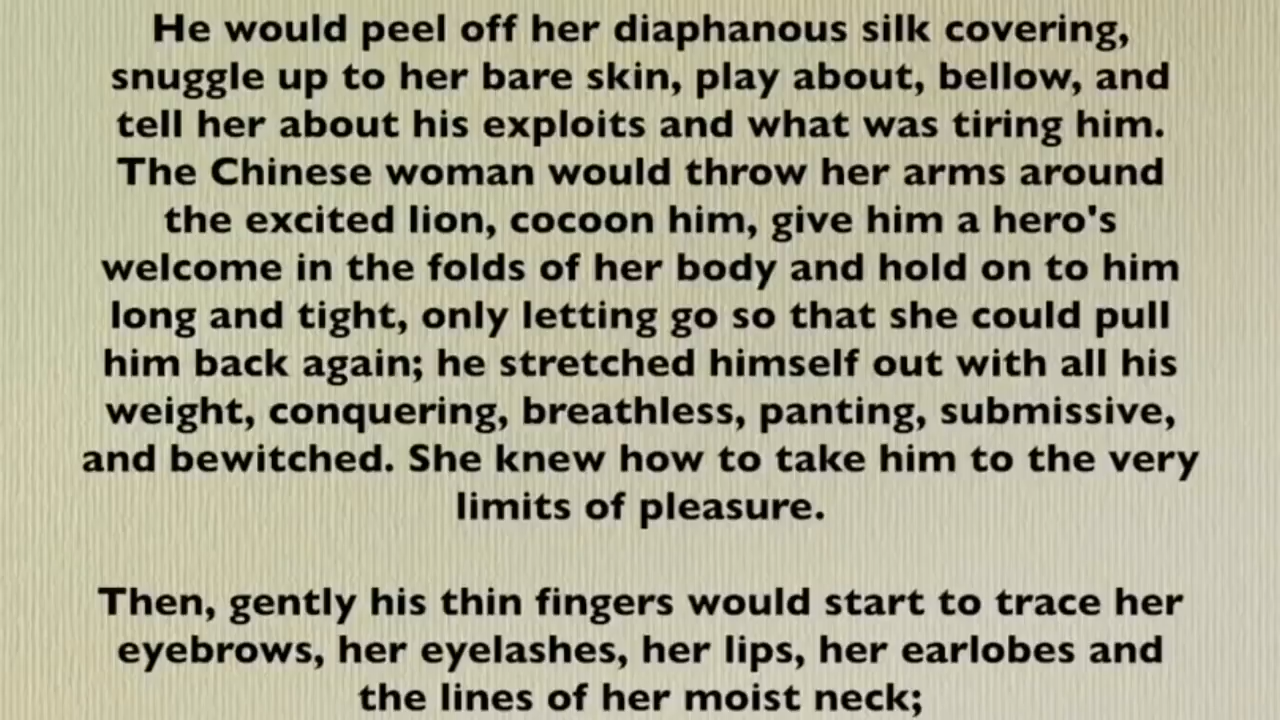 He would peel off her diaphanous silk covering,
snuggle up to her bare skin, play about, bellow, and
tell her about his exploits and what was tiring him.
The Chinese woman would throw her arms around
the excited lion, cocoon him, give him a hero's
welcome in the folds of her body and hold on to him
long and tight, only letting go so that she could pull
him back again; he stretched himself out with all his
weight, conquering, breathless, panting, submissive,
and bewitched. She knew how to take him to the very
limits of pleasure.
Then, gently his thin fingers would start to trace her
eyebrows, her eyelashes, her lips, her earlobes and
the lines of her moist neck;